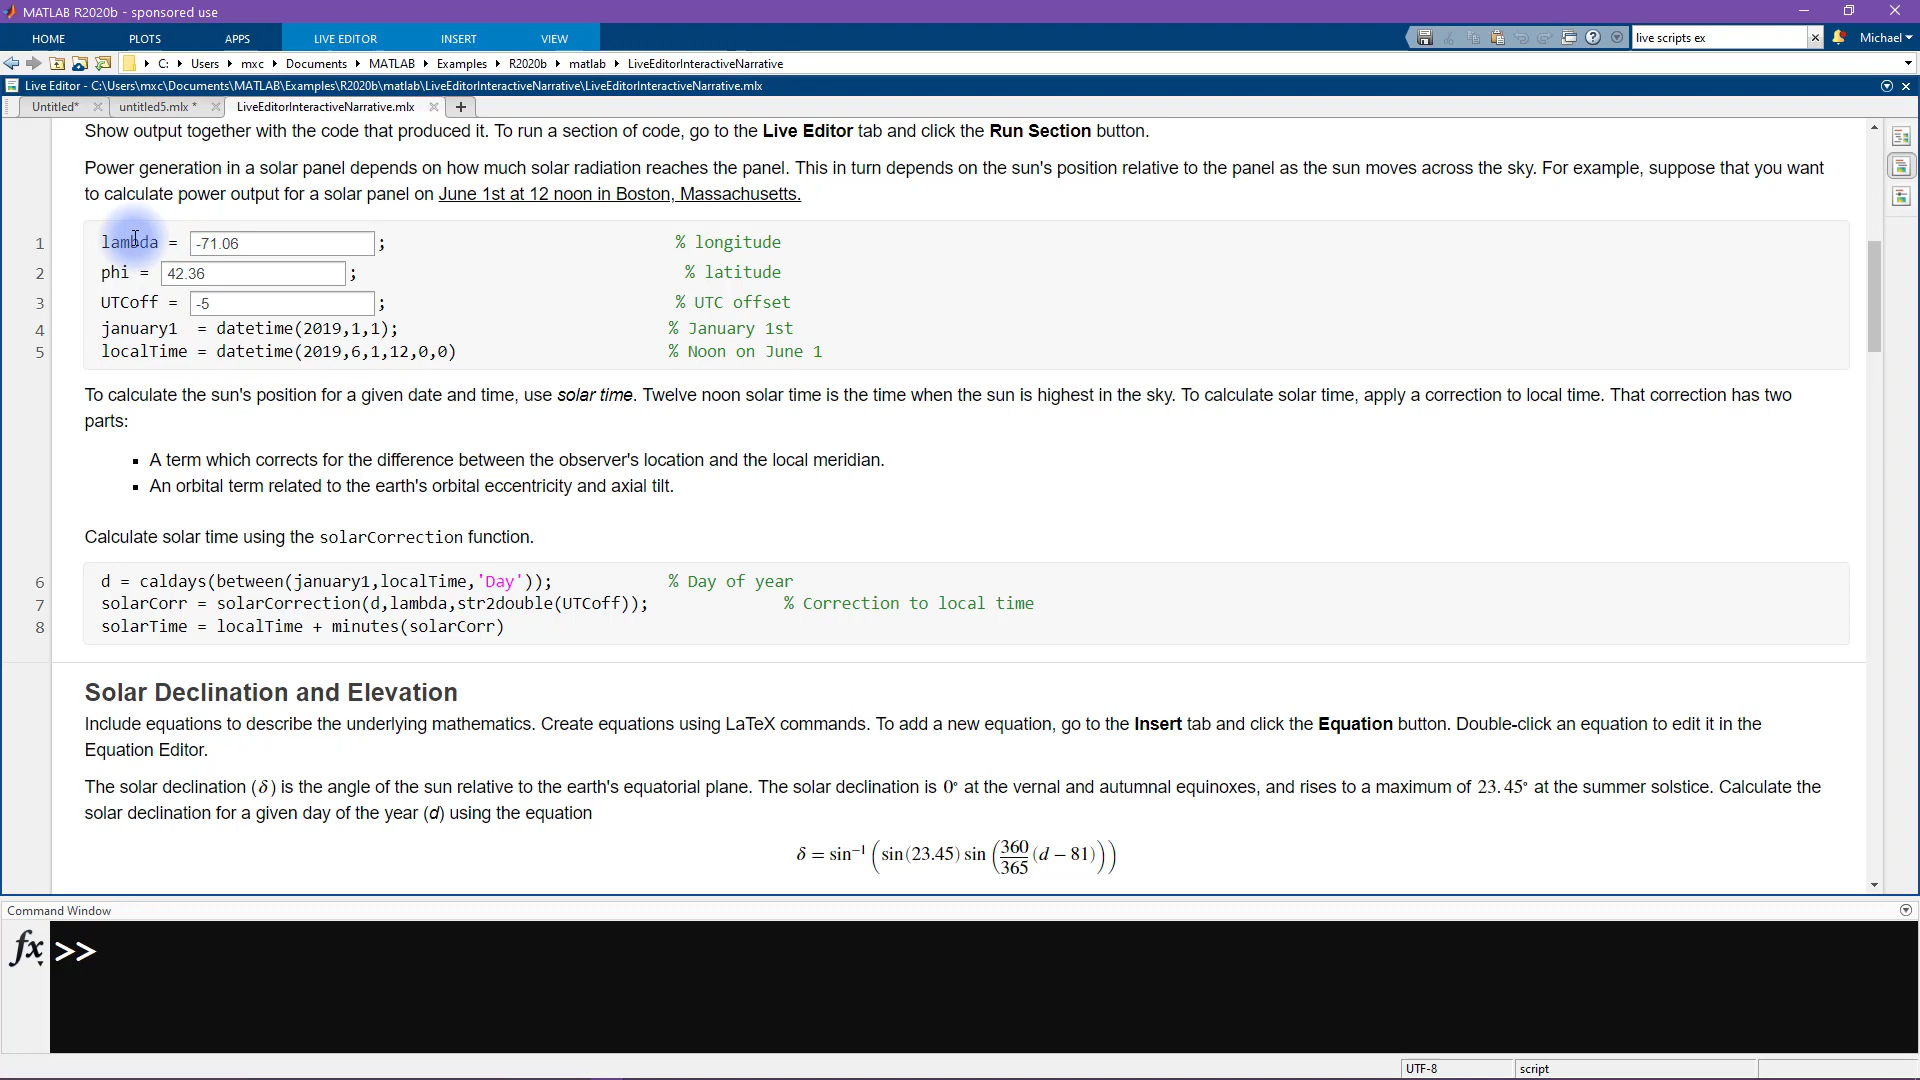 MATLAB R2020b - sponsored use
HOME PLOTS APPS LIVE EDITOR INSERT VIEW live scripts ex Michael
C: Users mxc Documents MATLAB Examples R2020b matlab LiveEditorInteractiveNarrative
Live Editor - C:\Users\mxc\Documents\MATLAB\Examples\R2020b\matlab\LiveEditorInteractiveNarrative\LiveEditorInteractiveNarrative.mlx
Untitled* untitled5.mlx * LiveEditorInteractiveNarrative.mlx
Show output together with the code that produced it. To run a section of code, go to the Live Editor tab and click the Run Section button.
Power generation in a solar panel depends on how much solar radiation reaches the panel. This in turn depends on the sun's position relative to the panel as the sun moves across the sky. For example, suppose that you want
to calculate power output for a solar panel on June 1st at 12 noon in Boston, Massachusetts.
1 lambda = -71.06 ; % longitude
2 phi = 42.36 ; % latitude
3 UTCoff = -5 ; % UTC offset
4 january1 = datetime(2019,1,1); % January 1st
5 localTime = datetime(2019,6,1,12,0,0) % Noon on June 1
To calculate the sun's position for a given date and time, use solar time. Twelve noon solar time is the time when the sun is highest in the sky. To calculate solar time, apply a correction to local time. That correction has two
parts:
▪ A term which corrects for the difference between the observer's location and the local meridian.
▪ An orbital term related to the earth's orbital eccentricity and axial tilt.
Calculate solar time using the solarCorrection function.
6 d = caldays(between(january1,localTime,'Day')); % Day of year
7 solarCorr = solarCorrection(d,lambda,str2double(UTCoff)); % Correction to local time
8 solarTime = localTime + minutes(solarCorr)
Solar Declination and Elevation
Include equations to describe the underlying mathematics. Create equations using LaTeX commands. To add a new equation, go to the Insert tab and click the Equation button. Double-click an equation to edit it in the
Equation Editor.
The solar declination (δ) is the angle of the sun relative to the earth's equatorial plane. The solar declination is 0° at the vernal and autumnal equinoxes, and rises to a maximum of 23.45° at the summer solstice. Calculate the
solar declination for a given day of the year (d) using the equation
δ = sin⁻¹ (sin(23.45) sin (360/365 (d − 81)))
Command Window
fx >>
UTF-8 script